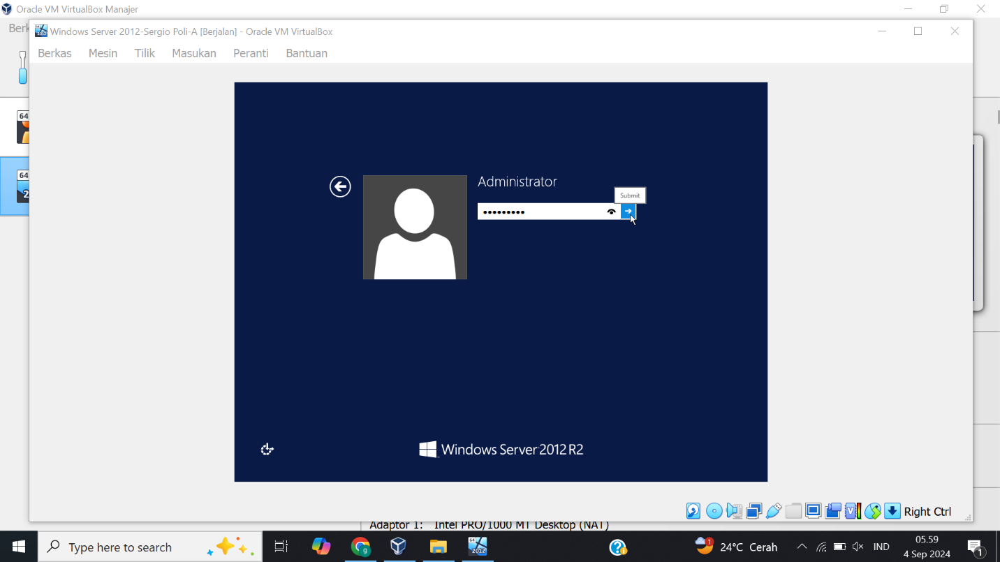 Oracle VM VirtualBox Manajer
Berk
Windows Server 2012-Sergio Poli-A [Berjalan] - Oracle VM VirtualBox
Berkas Mesin Tilik Masukan Peranti Bantuan
64
64
2
Administrator
Submit
Windows Server 2012 R2
Right Ctrl
Adaptor 1: Intel PRO/1000 MT Desktop (NAT)
Type here to search
64
2012
1
24°C Cerah
IND
05.59
4 Sep 2024
1